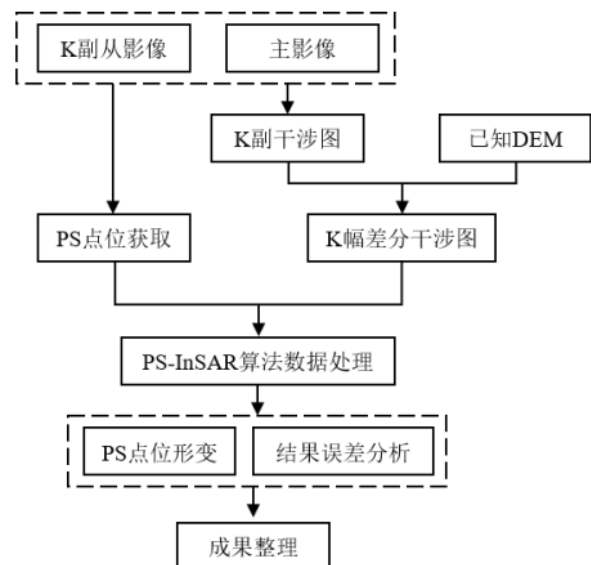 K副从影像
主影像
K副干涉图
已知DEM
PS点位获取
K幅差分干涉图
PS-InSAR算法数据处理
PS点位形变
结果误差分析
成果整理